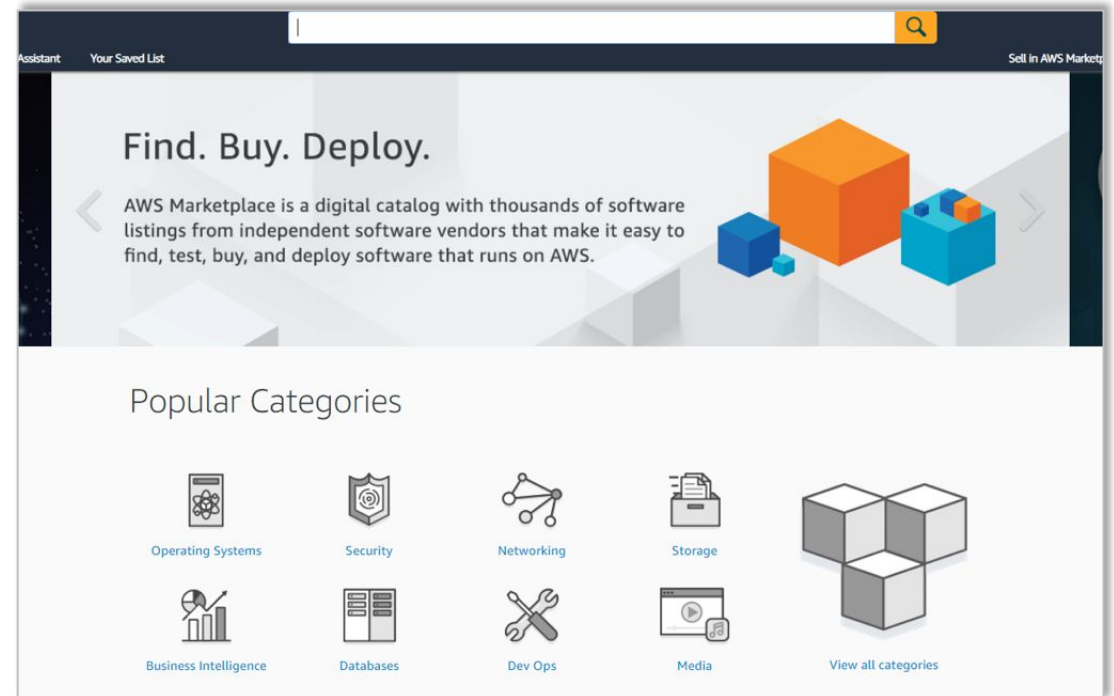 Assistant Your Saved List Sell in AWS Marketp
Find. Buy. Deploy.
AWS Marketplace is a digital catalog with thousands of software
listings from independent software vendors that make it easy to
find, test, buy, and deploy software that runs on AWS.
Popular Categories
Operating Systems Security Networking Storage
Business Intelligence Databases Dev Ops Media View all categories